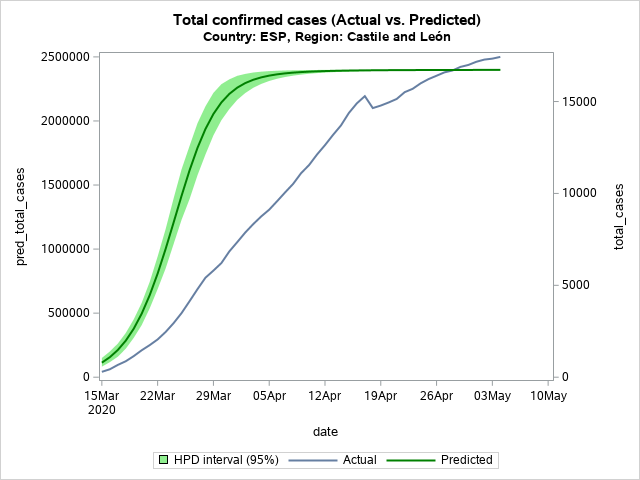 Total confirmed cases (Actual vs. Predicted)
Country: ESP, Region: Castile and León
pred_total_cases
2500000
2000000
1500000
1000000
500000
0
total_cases
15000
10000
5000
0
15Mar 22Mar 29Mar 05Apr 12Apr 19Apr 26Apr 03May 10May
2020
date
HPD interval (95%) Actual Predicted